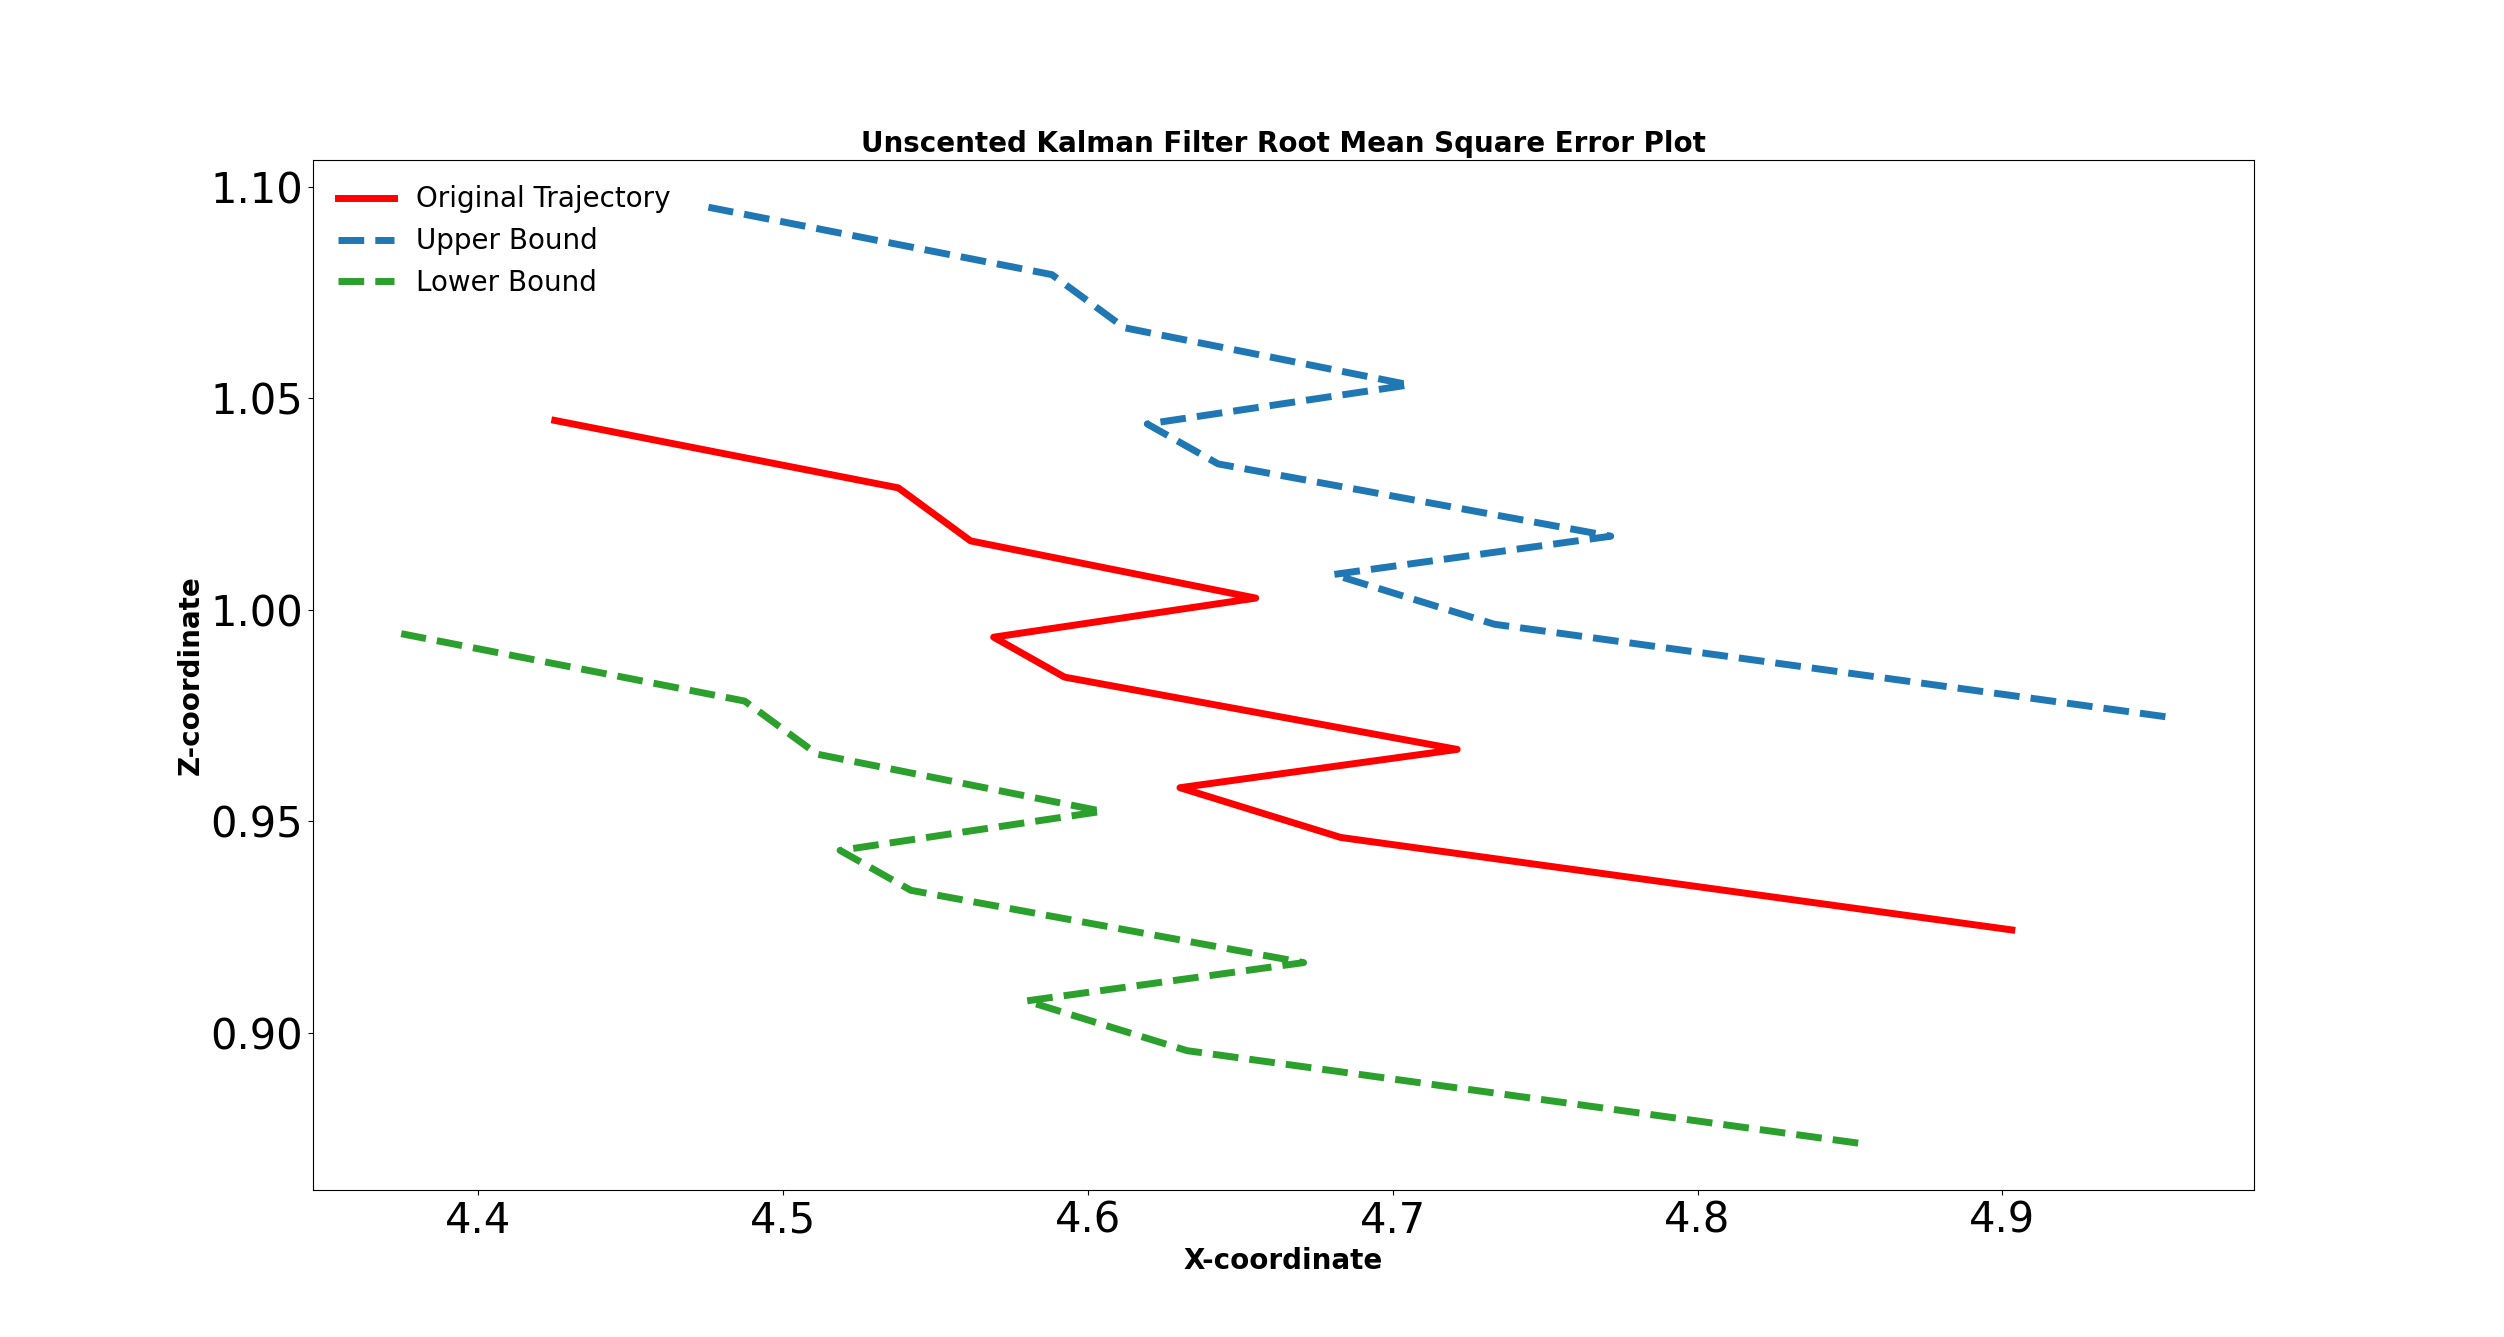 Unscented Kalman Filter Root Mean Square Error Plot
Original Trajectory
Upper Bound
Lower Bound
Z-coordinate
1.10
1.05
1.00
0.95
0.90
4.4 4.5 4.6 4.7 4.8 4.9
X-coordinate